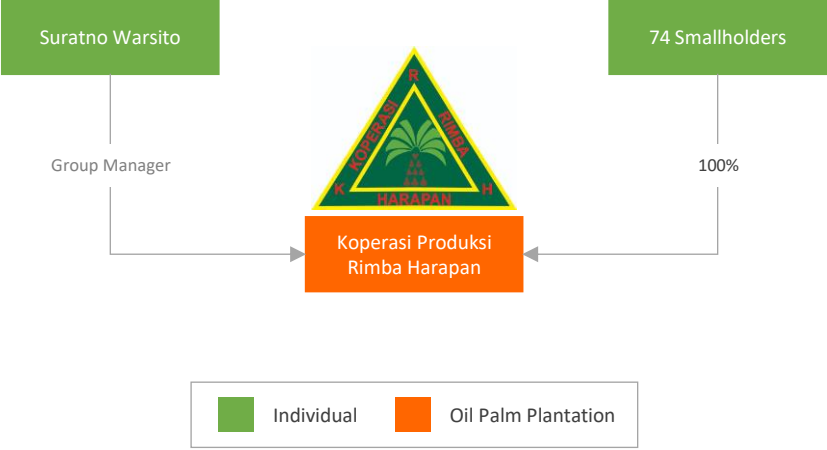 Suratno Warsito
74 Smallholders
R
KOPERASI
RIMBA
K
HARAPAN
H
Group Manager
100%
Koperasi Produksi
Rimba Harapan
Individual
Oil Palm Plantation